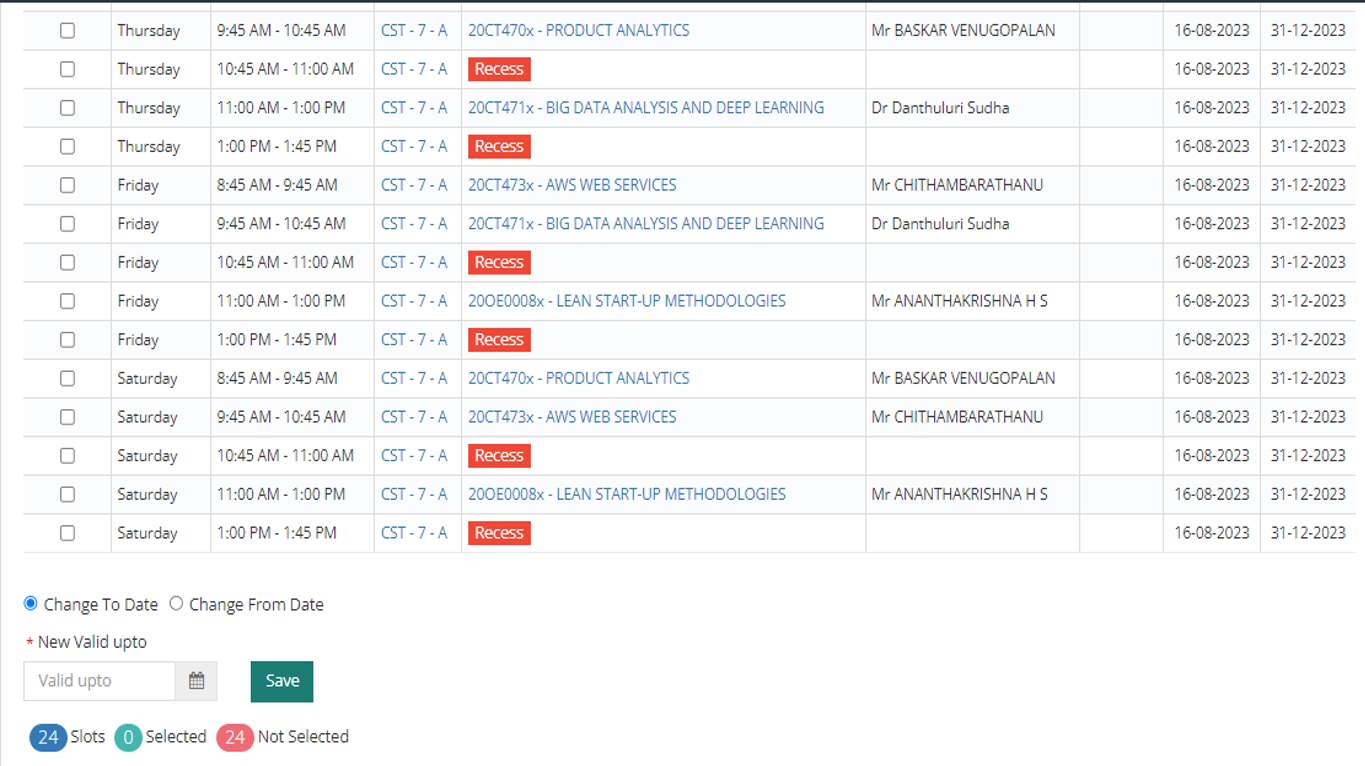 Thursday 9:45 AM - 10:45 AM CST - 7 - A 20CT470x - PRODUCT ANALYTICS Mr BASKAR VENUGOPALAN 16-08-2023 31-12-2023
Thursday 10:45 AM - 11:00 AM CST - 7 - A Recess 16-08-2023 31-12-2023
Thursday 11:00 AM - 1:00 PM CST - 7 - A 20CT471x - BIG DATA ANALYSIS AND DEEP LEARNING Dr Danthuluri Sudha 16-08-2023 31-12-2023
Thursday 1:00 PM - 1:45 PM CST - 7 - A Recess 16-08-2023 31-12-2023
Friday 8:45 AM - 9:45 AM CST - 7 - A 20CT473x - AWS WEB SERVICES Mr CHITHAMBARATHANU 16-08-2023 31-12-2023
Friday 9:45 AM - 10:45 AM CST - 7 - A 20CT471x - BIG DATA ANALYSIS AND DEEP LEARNING Dr Danthuluri Sudha 16-08-2023 31-12-2023
Friday 10:45 AM - 11:00 AM CST - 7 - A Recess 16-08-2023 31-12-2023
Friday 11:00 AM - 1:00 PM CST - 7 - A 20OE0008x - LEAN START-UP METHODOLOGIES Mr ANANTHAKRISHNA H S 16-08-2023 31-12-2023
Friday 1:00 PM - 1:45 PM CST - 7 - A Recess 16-08-2023 31-12-2023
Saturday 8:45 AM - 9:45 AM CST - 7 - A 20CT470x - PRODUCT ANALYTICS Mr BASKAR VENUGOPALAN 16-08-2023 31-12-2023
Saturday 9:45 AM - 10:45 AM CST - 7 - A 20CT473x - AWS WEB SERVICES Mr CHITHAMBARATHANU 16-08-2023 31-12-2023
Saturday 10:45 AM - 11:00 AM CST - 7 - A Recess 16-08-2023 31-12-2023
Saturday 11:00 AM - 1:00 PM CST - 7 - A 20OE0008x - LEAN START-UP METHODOLOGIES Mr ANANTHAKRISHNA H S 16-08-2023 31-12-2023
Saturday 1:00 PM - 1:45 PM CST - 7 - A Recess 16-08-2023 31-12-2023
Change To Date Change From Date
* New Valid upto
Valid upto Save
24 Slots 0 Selected 24 Not Selected